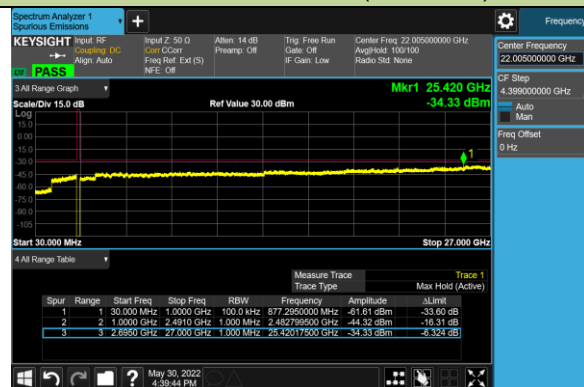 Spectrum Analyzer 1
Spurious Emissions
+
Frequency
KEYSIGHT Input: RF
Coupling: DC
Align: Auto
Input Z: 50 Ω
Corr CCorr
Freq Ref: Ext (S)
NFE: Off
Atten: 14 dB
Preamp: Off
Trig: Free Run
Gate: Off
IF Gain: Low
Center Freq: 22.005000000 GHz
Avg|Hold: 100/100
Radio Std: None
PASS
Center Frequency
22.005000000 GHz
CF Step
4.399000000 GHz
Auto
Man
Freq Offset
0 Hz
3 All Range Graph
Mkr1 25.420 GHz
Scale/Div 15.0 dB
Ref Value 30.00 dBm
-34.33 dBm
Log
15.0
0.00
-15.0
-30.0
-45.0
-60.0
-75.0
-90.0
-105
1
Start 30.000 MHz
Stop 27.000 GHz
4 All Range Table
Measure Trace Trace 1
Trace Type Max Hold (Active)
Spur Range Start Freq Stop Freq RBW Frequency Amplitude ΔLimit
1 1 30.000 MHz 1.0000 GHz 100.0 kHz 877.2950000 MHz -61.61 dBm -33.60 dB
2 2 1.0000 GHz 2.4910 GHz 1.000 MHz 2.482799500 GHz -44.32 dBm -16.31 dB
3 3 2.6950 GHz 27.000 GHz 1.000 MHz 25.42017500 GHz -34.33 dBm -6.324 dB
?
May 30, 2022
4:39:44 PM